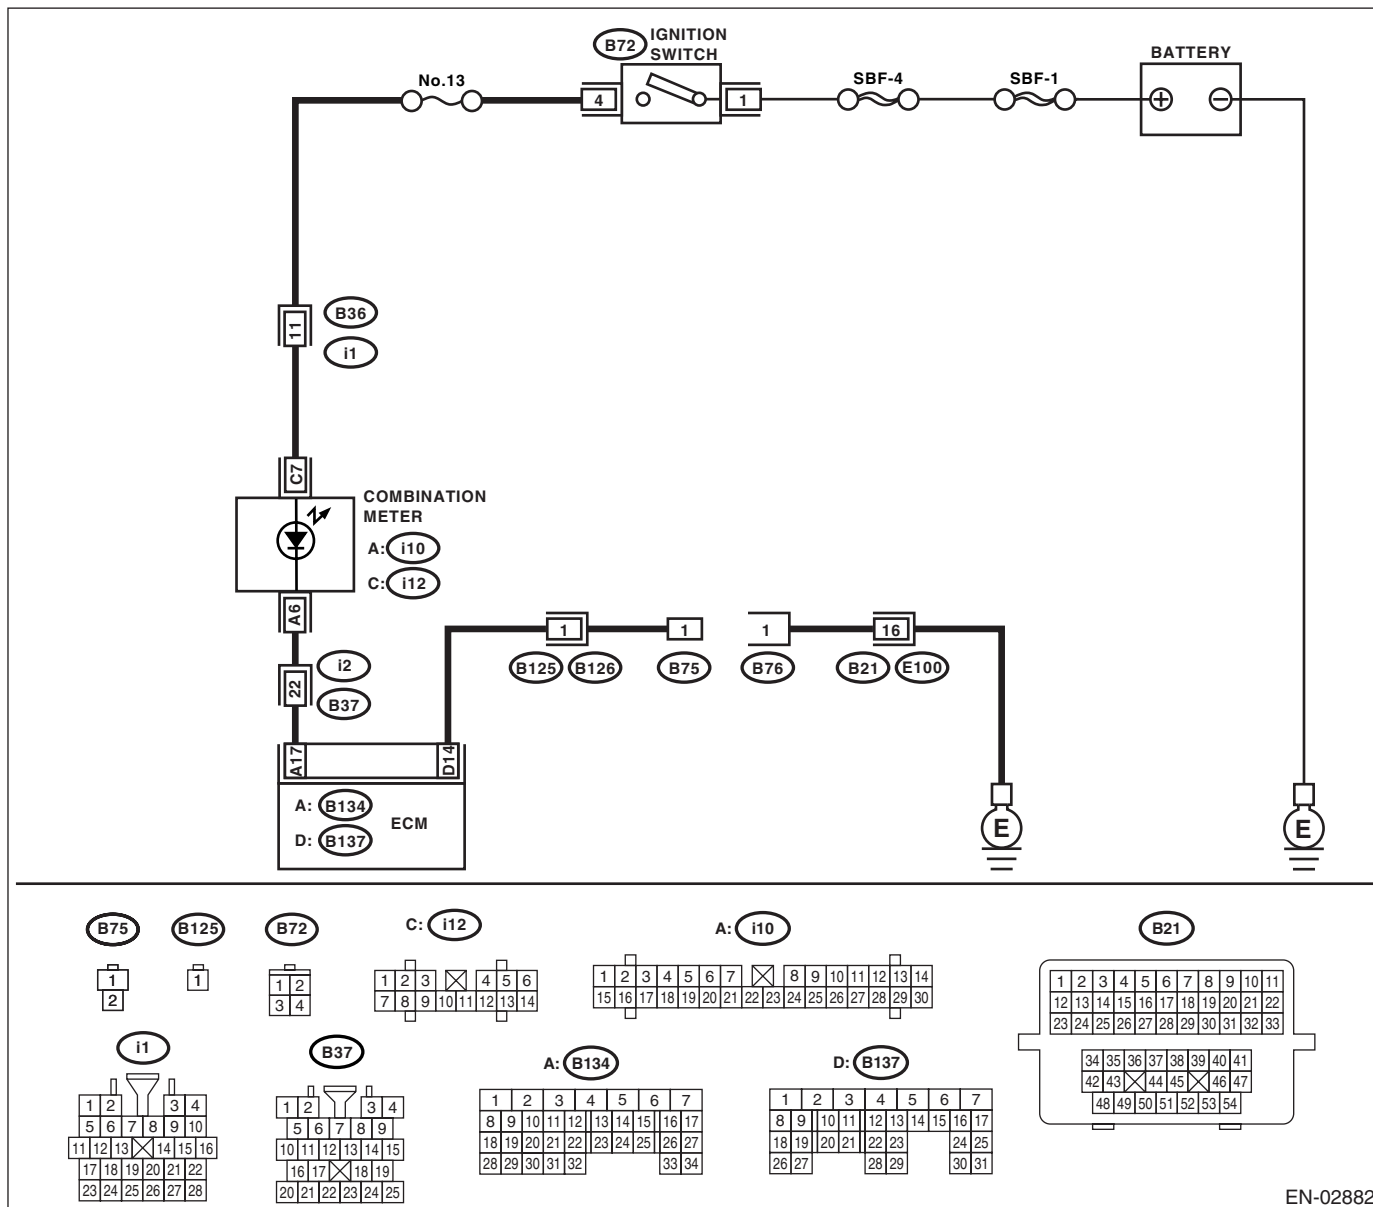 B72 IGNITION
SWITCH
BATTERY
No.13
SBF-4
SBF-1
4
1
+
−
11
B36
i1
C7
COMBINATION
METER
A: i10
C: i12
A6
1
1
1
16
B125
B126
B75
B76
B21
E100
i2
22
B37
A17
D14
A: B134
ECM
D: B137
E
E
B75
B125
B72
C: i12
A: i10
B21
1
2
1
1 2
3 4
1 2 3 4 5 6
7 8 9 10 11 12 13 14
1 2 3 4 5 6 7 8 9 10 11 12 13 14
15 16 17 18 19 20 21 22 23 24 25 26 27 28 29 30
1 2 3 4 5 6 7 8 9 10 11
12 13 14 15 16 17 18 19 20 21 22
23 24 25 26 27 28 29 30 31 32 33
34 35 36 37 38 39 40 41
42 43 44 45 46 47
48 49 50 51 52 53 54
i1
B37
A: B134
D: B137
1 2 3 4
5 6 7 8 9 10
11 12 13 14 15 16
17 18 19 20 21 22
23 24 25 26 27 28
1 2 3 4
5 6 7 8 9
10 11 12 13 14 15
16 17 18 19
20 21 22 23 24 25
1 2 3 4 5 6 7
8 9 10 11 12 13 14 15 16 17
18 19 20 21 22 23 24 25 26 27
28 29 30 31 32 33 34
1 2 3 4 5 6 7
8 9 10 11 12 13 14 15 16 17
18 19 20 21 22 23 24 25
26 27 28 29 30 31
EN-02882